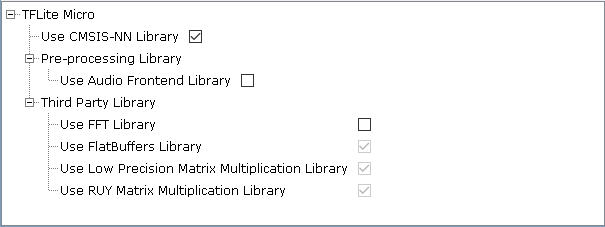 TFLite Micro
Use CMSIS-NN Library
Pre-processing Library
Use Audio Frontend Library
Third Party Library
Use FFT Library
Use FlatBuffers Library
Use Low Precision Matrix Multiplication Library
Use RUY Matrix Multiplication Library